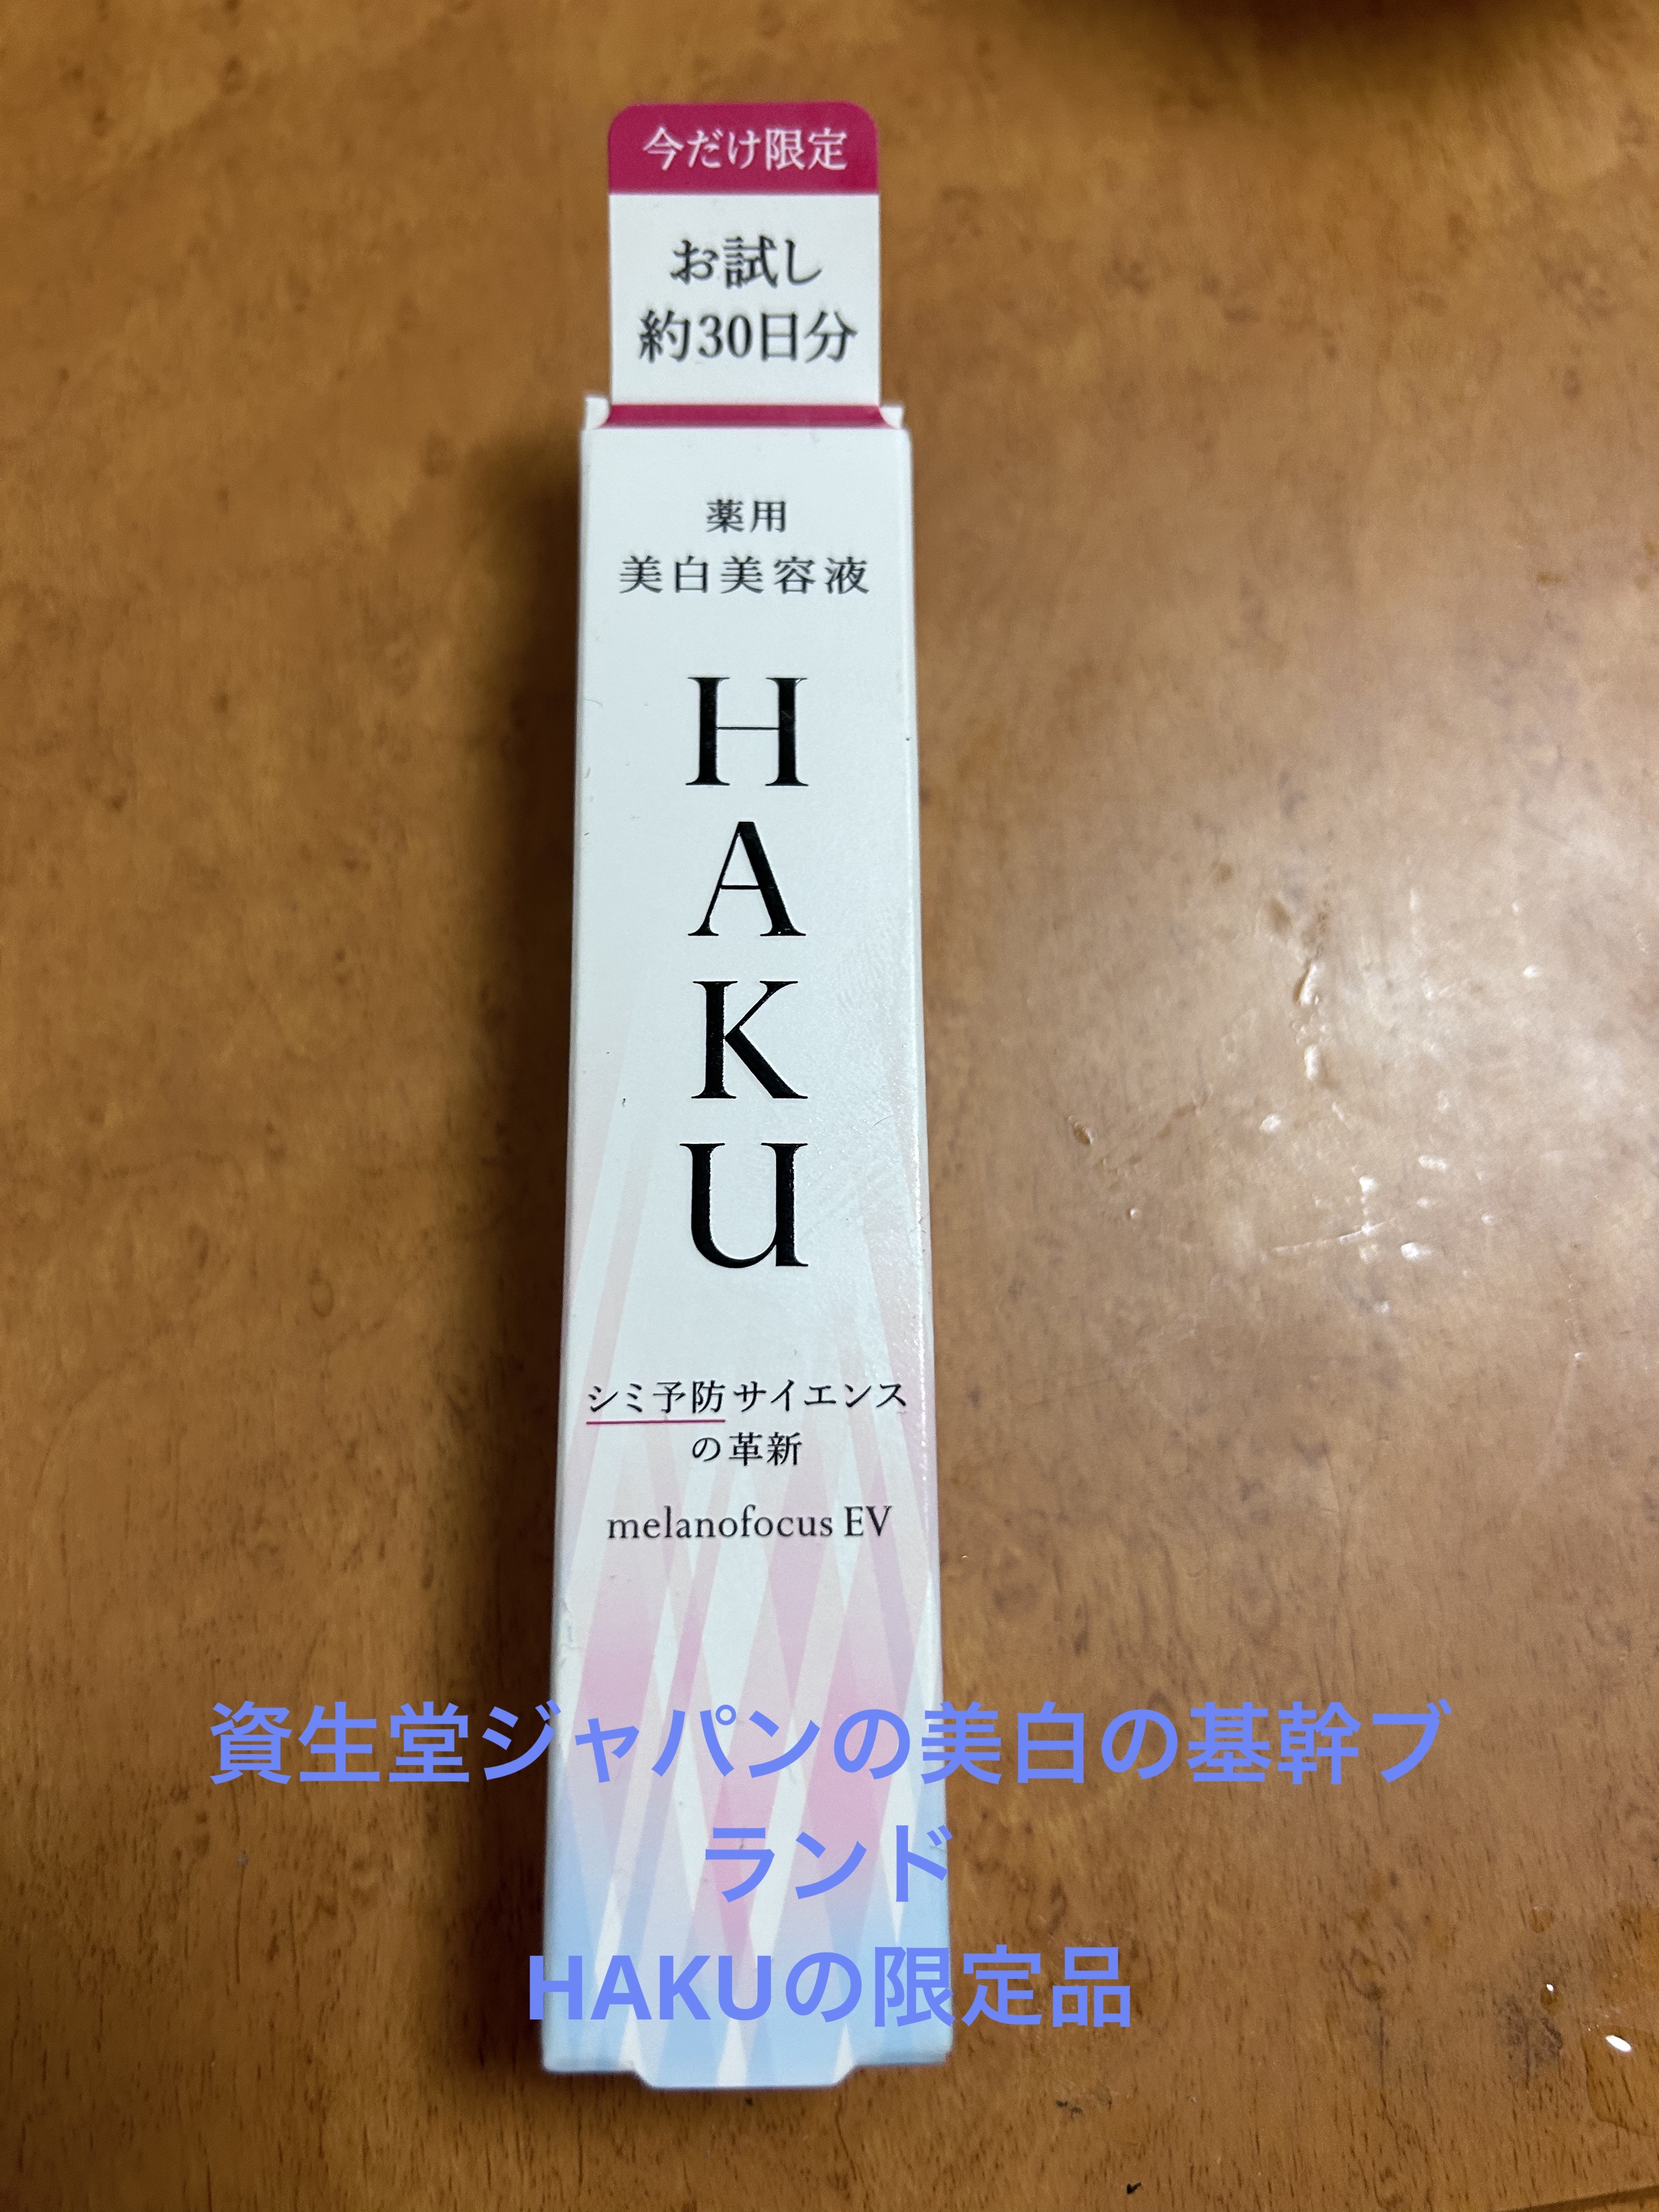 今だけ限定
お試し
約30日分
薬用
美白美容液
HAKU
シミ予防サイエンス
の革新
melanofocus EV
資生堂ジャパンの美白の基幹ブ
ランド
HAKUの限定品